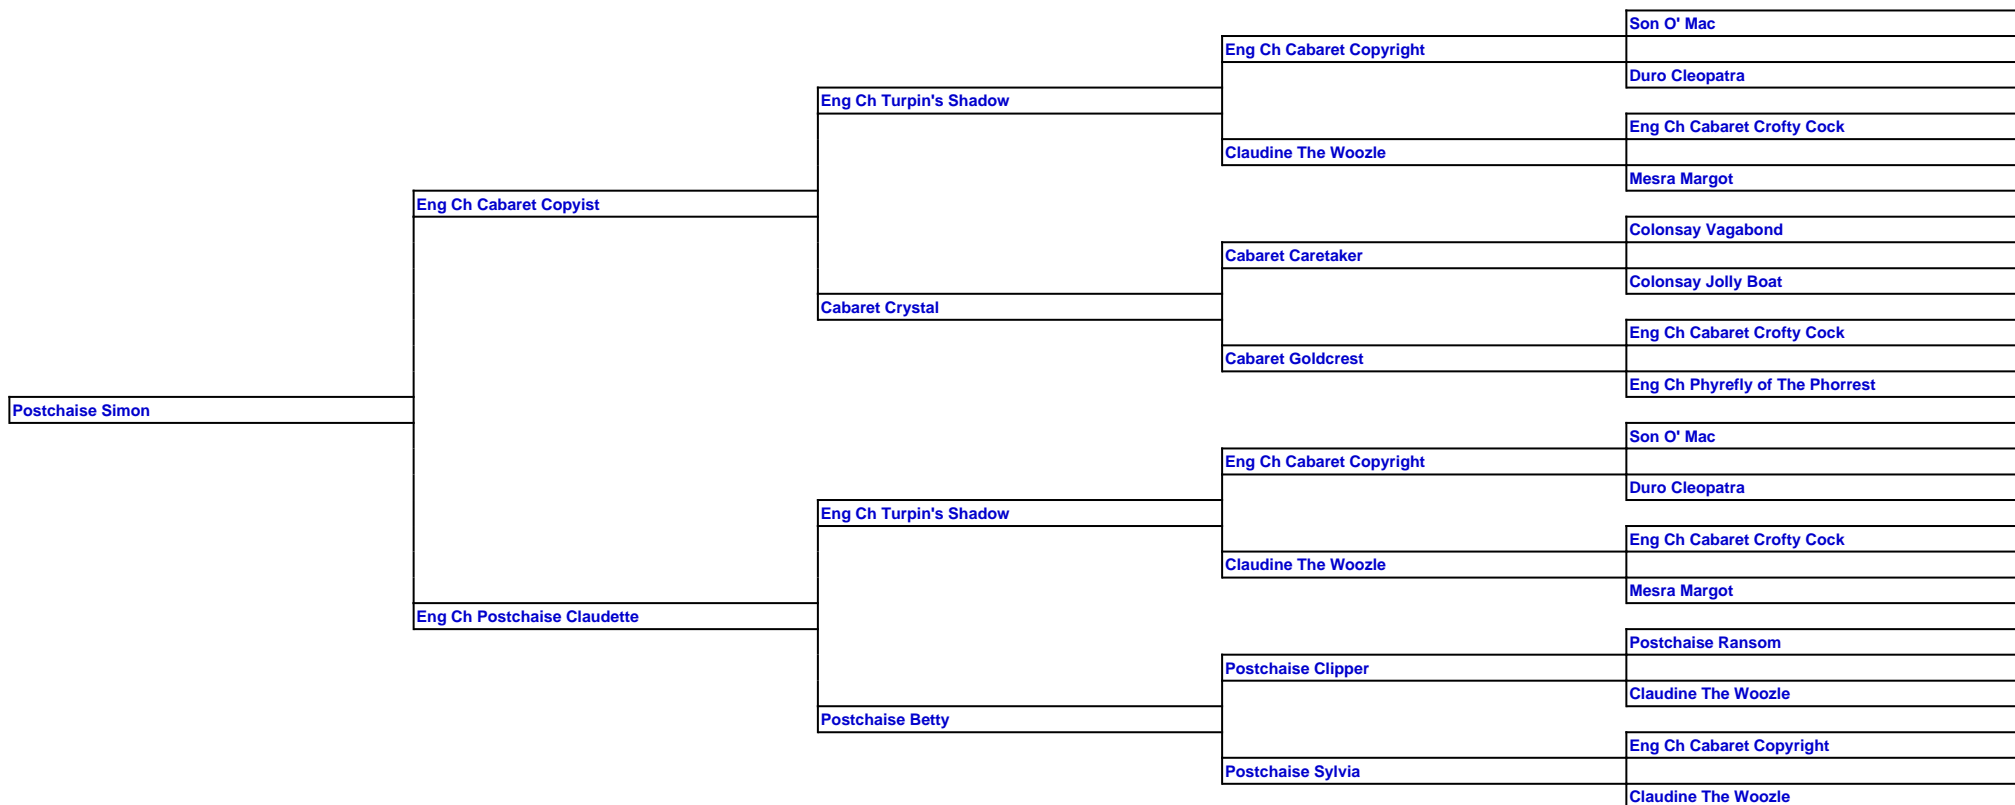 Son O' Mac
Eng Ch Cabaret Copyright
Duro Cleopatra
Eng Ch Turpin's Shadow
Eng Ch Cabaret Crofty Cock
Claudine The Woozle
Mesra Margot
Eng Ch Cabaret Copyist
Colonsay Vagabond
Cabaret Caretaker
Colonsay Jolly Boat
Cabaret Crystal
Eng Ch Cabaret Crofty Cock
Cabaret Goldcrest
Eng Ch Phyrefly of The Phorrest
Postchaise Simon
Son O' Mac
Eng Ch Cabaret Copyright
Duro Cleopatra
Eng Ch Turpin's Shadow
Eng Ch Cabaret Crofty Cock
Claudine The Woozle
Mesra Margot
Eng Ch Postchaise Claudette
Postchaise Ransom
Postchaise Clipper
Claudine The Woozle
Postchaise Betty
Eng Ch Cabaret Copyright
Postchaise Sylvia
Claudine The Woozle